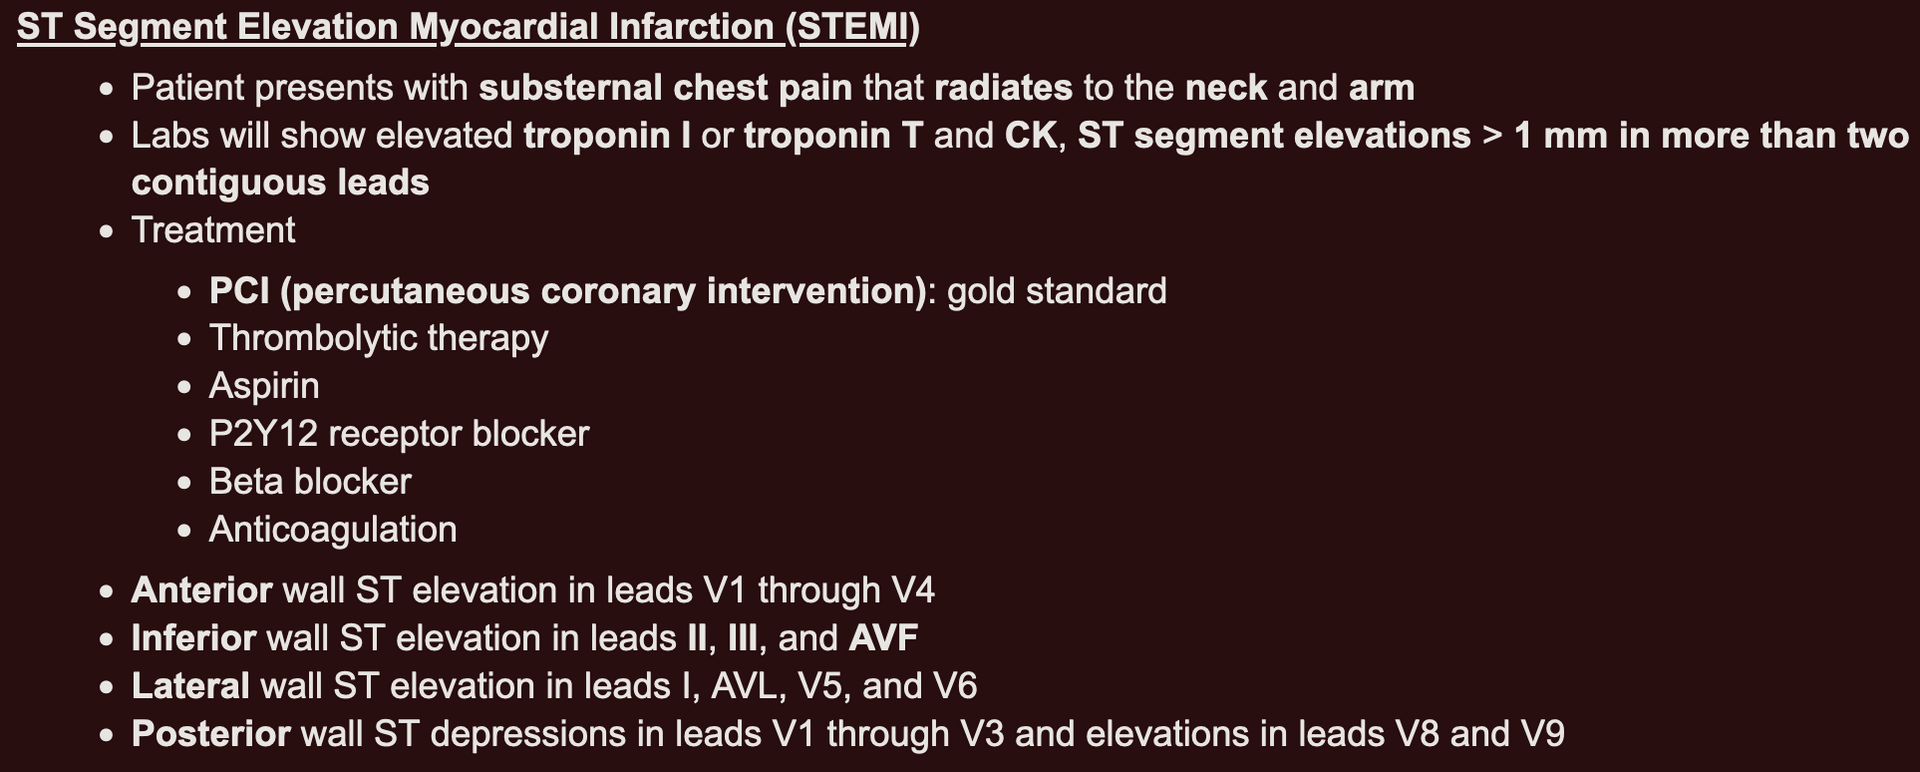 ST Segment Elevation Myocardial Infarction (STEMI)
• Patient presents with substernal chest pain that radiates to the neck and arm
• Labs will show elevated troponin I or troponin T and CK, ST segment elevations > 1 mm in more than two
contiguous leads
• Treatment
• PCI (percutaneous coronary intervention): gold standard
• Thrombolytic therapy
• Aspirin
• P2Y12 receptor blocker
• Beta blocker
• Anticoagulation
• Anterior wall ST elevation in leads V1 through V4
• Inferior wall ST elevation in leads II, III, and AVF
• Lateral wall ST elevation in leads I, AVL, V5, and V6
• Posterior wall ST depressions in leads V1 through V3 and elevations in leads V8 and V9